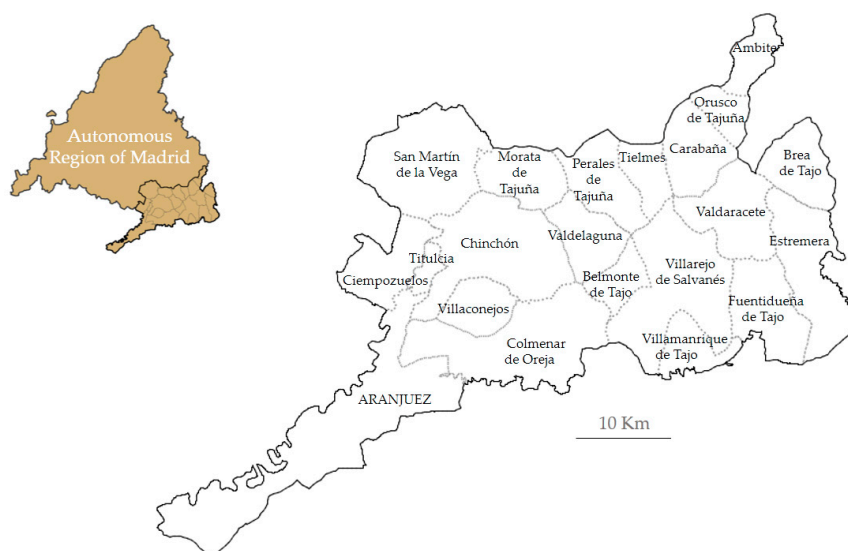 Autonomous
Region of Madrid
Ambite
Orusco
de Tajuña
San Martín
de la Vega
Morata
de
Tajuña
Perales
de
Tajuña
Tielmes
Carabaña
Brea
de Tajo
Valdaracete
Chinchón
Valdelaguna
Estremera
Titulcia
Ciempozuelos
Belmonte
de Tajo
Villarejo
de Salvanés
Villaconejos
Fuentidueña
de Tajo
Colmenar
de Oreja
Villamanrique
de Tajo
ARANJUEZ
10 Km